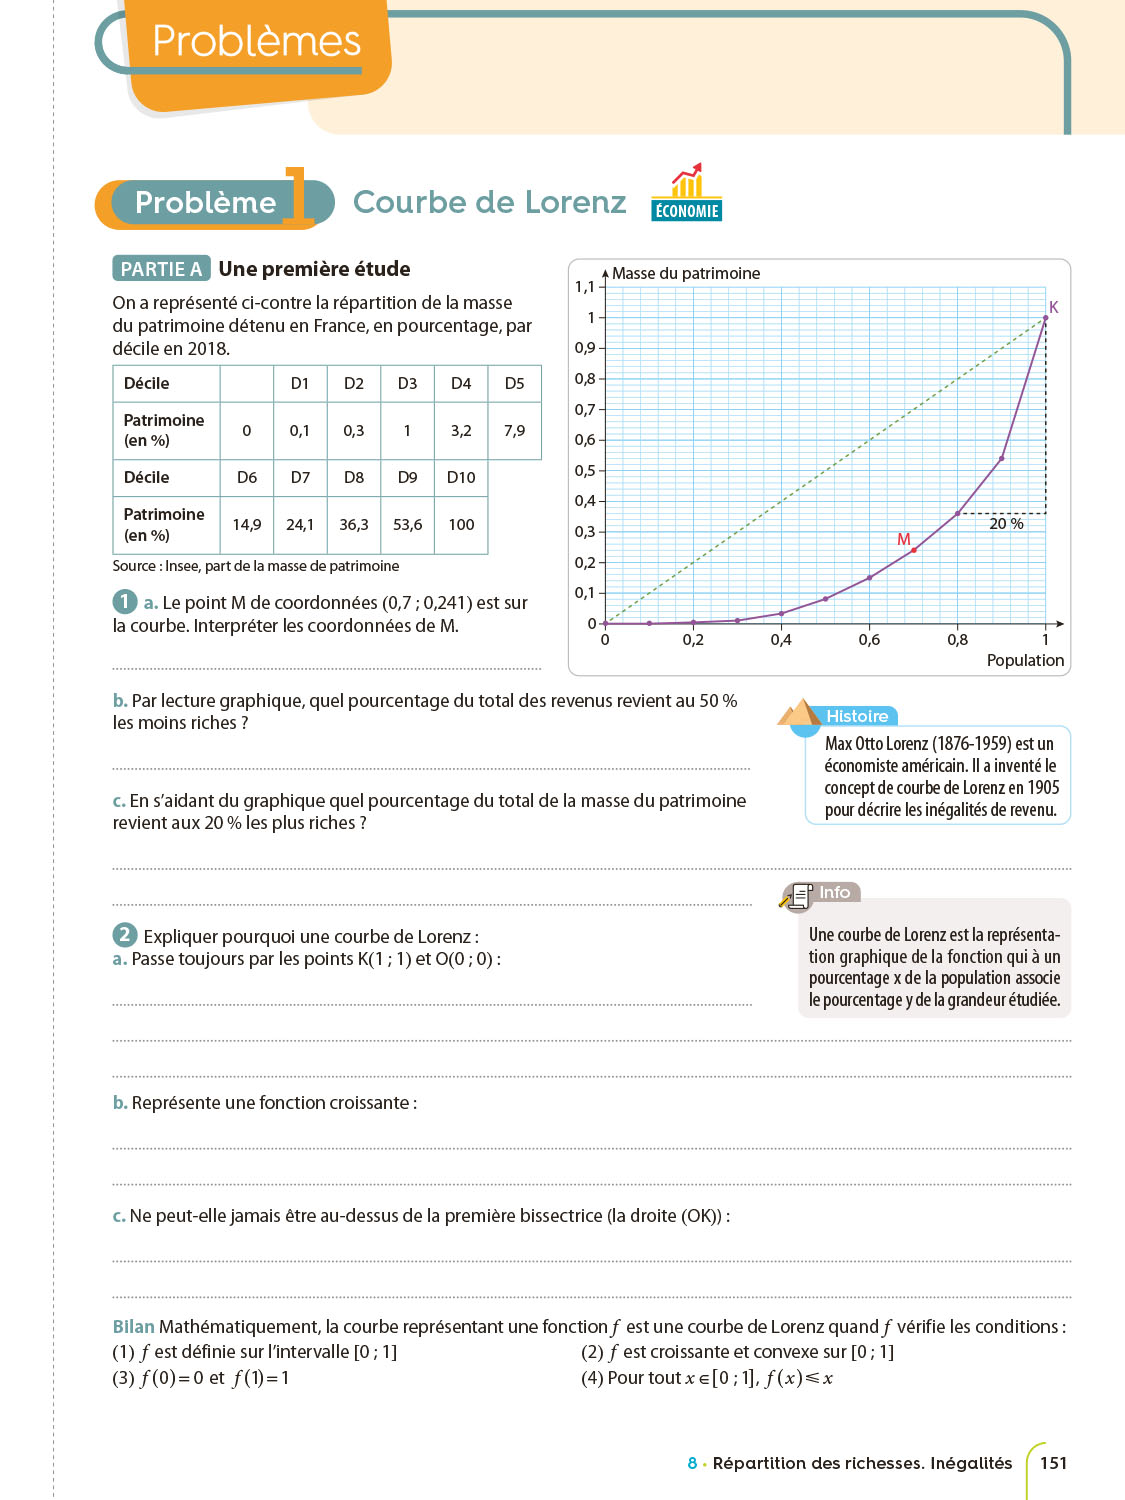 Problèmes
Problème 1 Courbe de Lorenz
ÉCONOMIE
PARTIE A Une première étude
On a représenté ci-contre la répartition de la masse
du patrimoine détenu en France, en pourcentage, par
décile en 2018.
Décile D1 D2 D3 D4 D5
Patrimoine
(en %) 0 0,1 0,3 1 3,2 7,9
Décile D6 D7 D8 D9 D10
Patrimoine
(en %) 14,9 24,1 36,3 53,6 100
Source : Insee, part de la masse de patrimoine
Masse du patrimoine
1,1
1
0,9
0,8
0,7
0,6
0,5
0,4
0,3
0,2
0,1
0
K
M
20 %
0 0,2 0,4 0,6 0,8 1
Population
1 a. Le point M de coordonnées (0,7 ; 0,241) est sur
la courbe. Interpréter les coordonnées de M.
b. Par lecture graphique, quel pourcentage du total des revenus revient au 50 %
les moins riches ?
c. En s'aidant du graphique quel pourcentage du total de la masse du patrimoine
revient aux 20 % les plus riches ?
Histoire
Max Otto Lorenz (1876-1959) est un
économiste américain. Il a inventé le
concept de courbe de Lorenz en 1905
pour décrire les inégalités de revenu.
2 Expliquer pourquoi une courbe de Lorenz :
a. Passe toujours par les points K(1 ; 1) et O(0 ; 0) :
Info
Une courbe de Lorenz est la représenta-
tion graphique de la fonction qui à un
pourcentage x de la population associe
le pourcentage y de la grandeur étudiée.
b. Représente une fonction croissante :
c. Ne peut-elle jamais être au-dessus de la première bissectrice (la droite (OK)) :
Bilan Mathématiquement, la courbe représentant une fonction f est une courbe de Lorenz quand f vérifie les conditions :
(1) f est définie sur l'intervalle [0 ; 1] (2) f est croissante et convexe sur [0 ; 1]
(3) f(0) = 0 et f(1) = 1 (4) Pour tout x ∈ [0 ; 1], f(x) ⩽ x
8 • Répartition des richesses. Inégalités 151